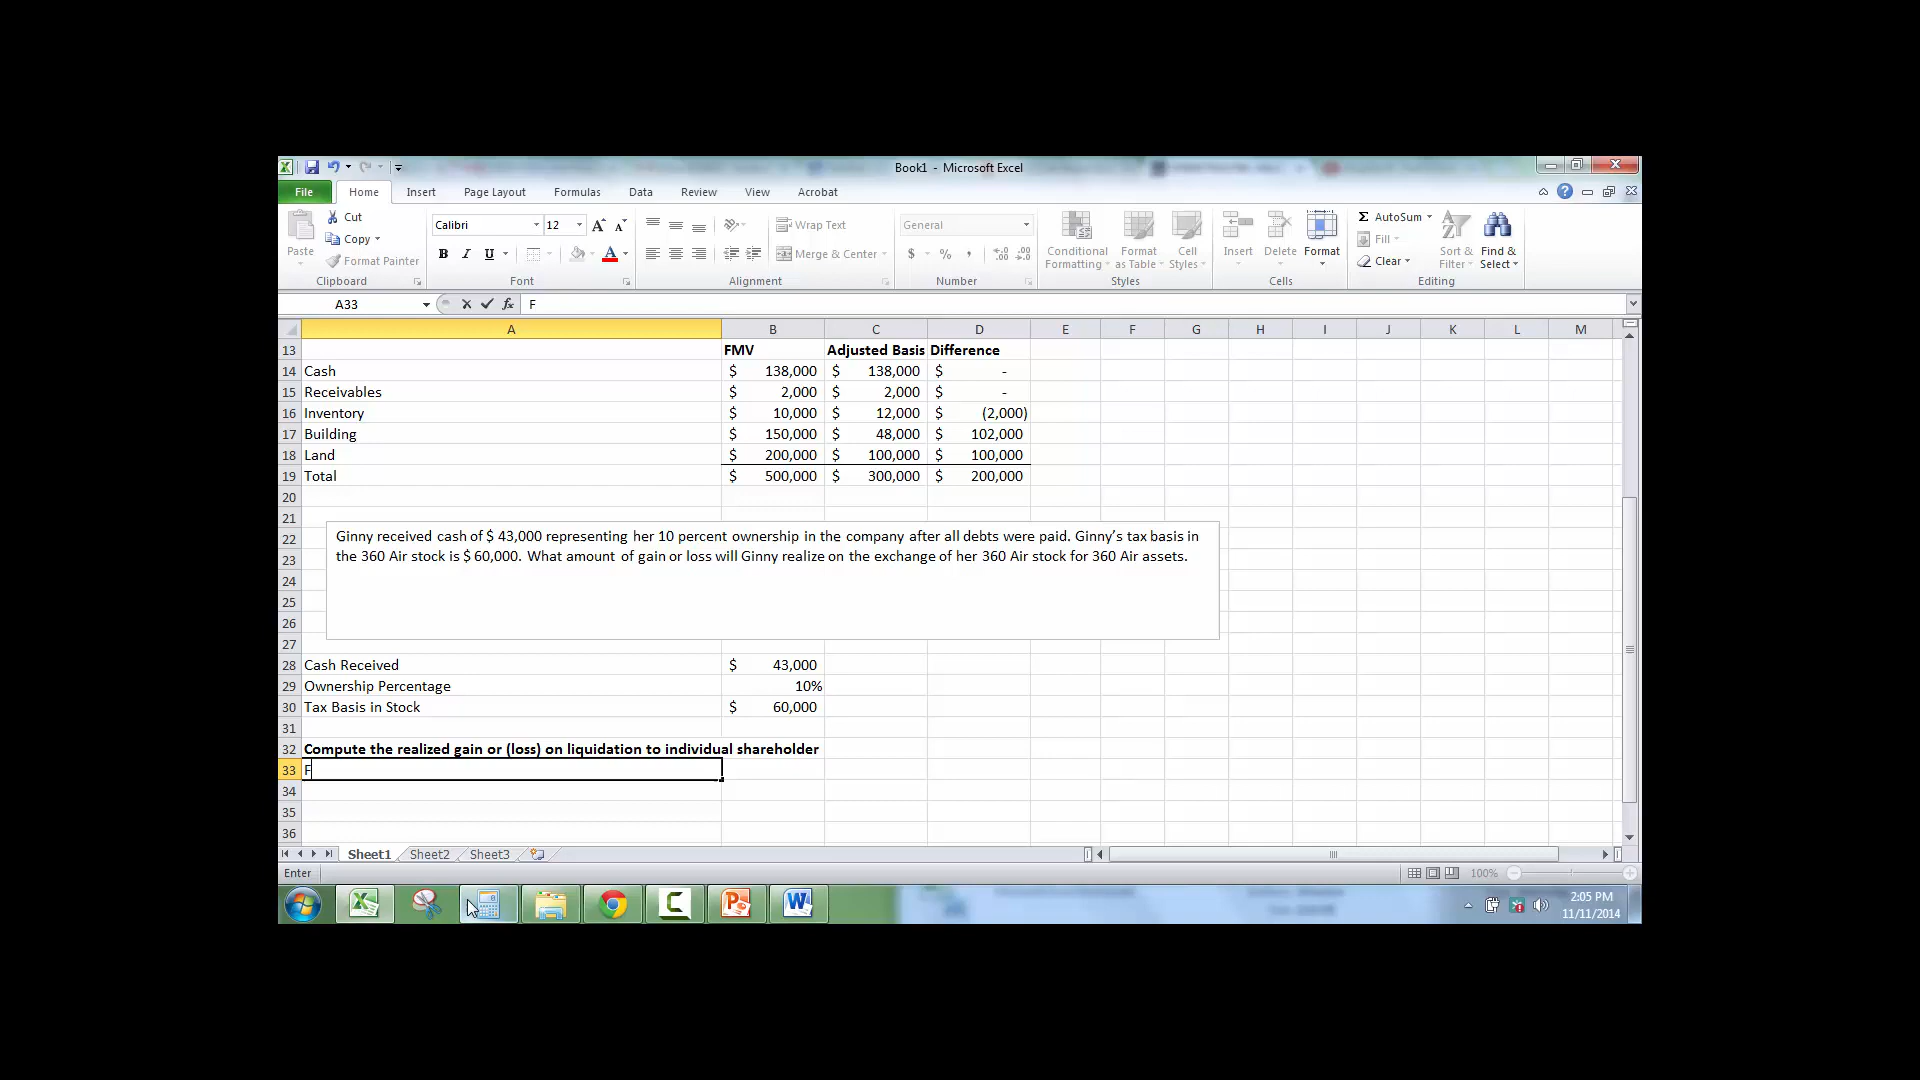 Book1 - Microsoft Excel
File Home Insert Page Layout Formulas Data Review View Acrobat
Paste
Cut
Copy
Format Painter
Clipboard
Calibri 12
B I U
Font
Wrap Text
Merge & Center
Alignment
General
$ % ,
Number
Conditional Formatting
Format as Table
Cell Styles
Styles
Insert Delete Format
Cells
Σ AutoSum
Fill
Clear
Sort & Filter
Find & Select
Editing
A33 fx F
A B C D E F G H I J K L M
13 FMV Adjusted Basis Difference
14 Cash $ 138,000 $ 138,000 $ -
15 Receivables $ 2,000 $ 2,000 $ -
16 Inventory $ 10,000 $ 12,000 $ (2,000)
17 Building $ 150,000 $ 48,000 $ 102,000
18 Land $ 200,000 $ 100,000 $ 100,000
19 Total $ 500,000 $ 300,000 $ 200,000
20
21
22 Ginny received cash of $ 43,000 representing her 10 percent ownership in the company after all debts were paid. Ginny's tax basis in
23 the 360 Air stock is $ 60,000. What amount of gain or loss will Ginny realize on the exchange of her 360 Air stock for 360 Air assets.
24
25
26
27
28 Cash Received $ 43,000
29 Ownership Percentage 10%
30 Tax Basis in Stock $ 60,000
31
32 Compute the realized gain or (loss) on liquidation to individual shareholder
33 F
34
35
36
Sheet1 Sheet2 Sheet3
Enter 100%
2:05 PM
11/11/2014